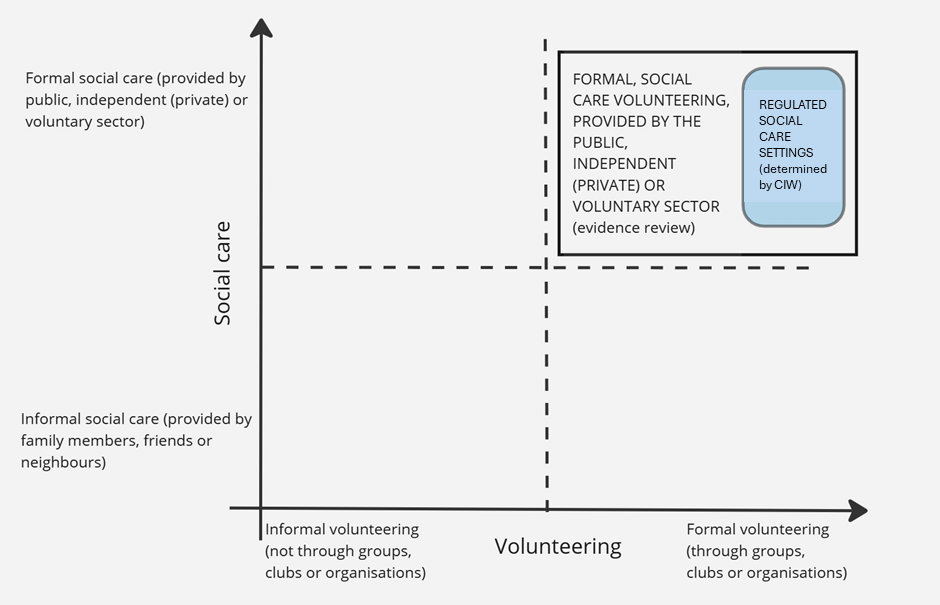 Formal social care (provided by
public, independent (private) or
voluntary sector)
FORMAL, SOCIAL
CARE VOLUNTEERING,
PROVIDED BY THE
PUBLIC,
INDEPENDENT
(PRIVATE) OR
VOLUNTARY SECTOR
(evidence review)
REGULATED
SOCIAL
CARE
SETTINGS
(determined
by CIW)
Social care
Informal social care (provided by
family members, friends or
neighbours)
Informal volunteering
(not through groups,
clubs or organisations)
Volunteering
Formal volunteering
(through groups,
clubs or organisations)